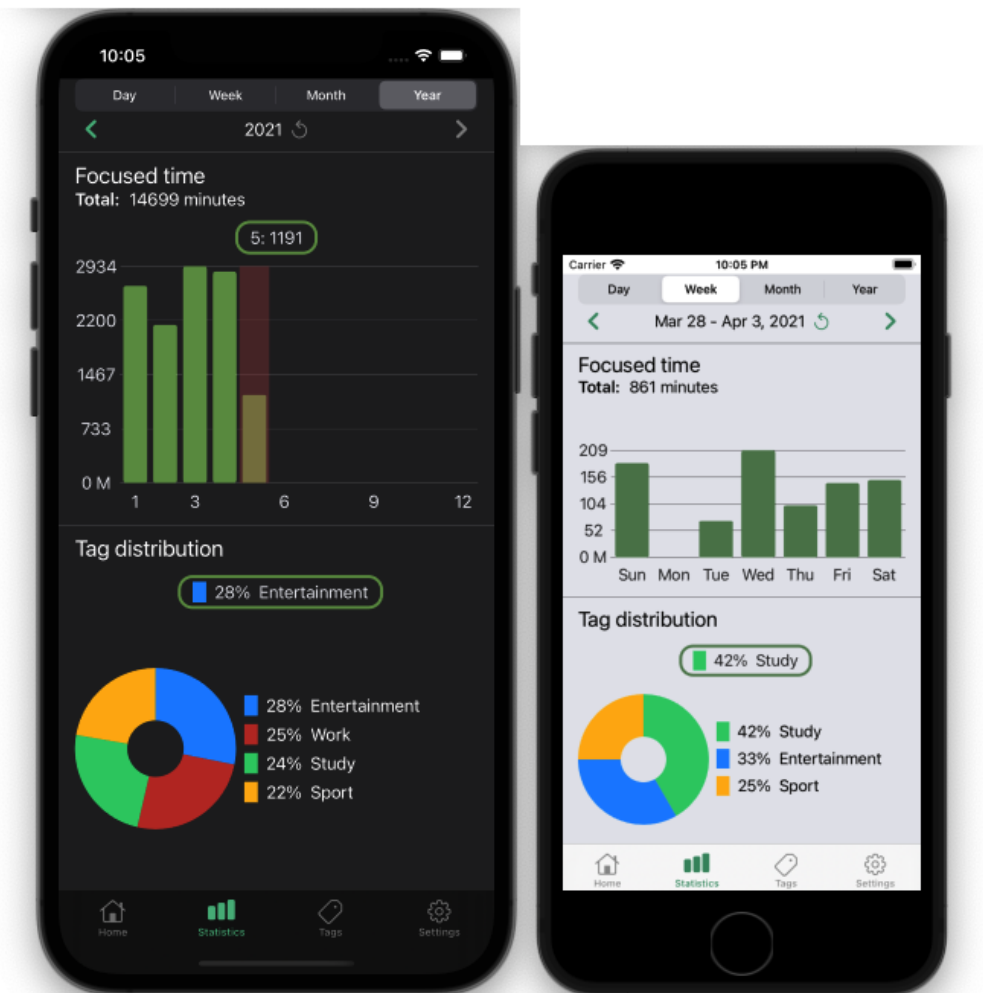 10:05
Day Week Month Year
2021
Focused time
Total: 14699 minutes
5: 1191
2934
2200
1467
733
0 M
1 3 6 9 12
Tag distribution
28% Entertainment
28% Entertainment
25% Work
24% Study
22% Sport
Home Statistics Tags Settings
Carrier 10:05 PM
Day Week Month Year
Mar 28 - Apr 3, 2021
Focused time
Total: 861 minutes
209
156
104
52
0 M
Sun Mon Tue Wed Thu Fri Sat
Tag distribution
42% Study
42% Study
33% Entertainment
25% Sport
Home Statistics Tags Settings